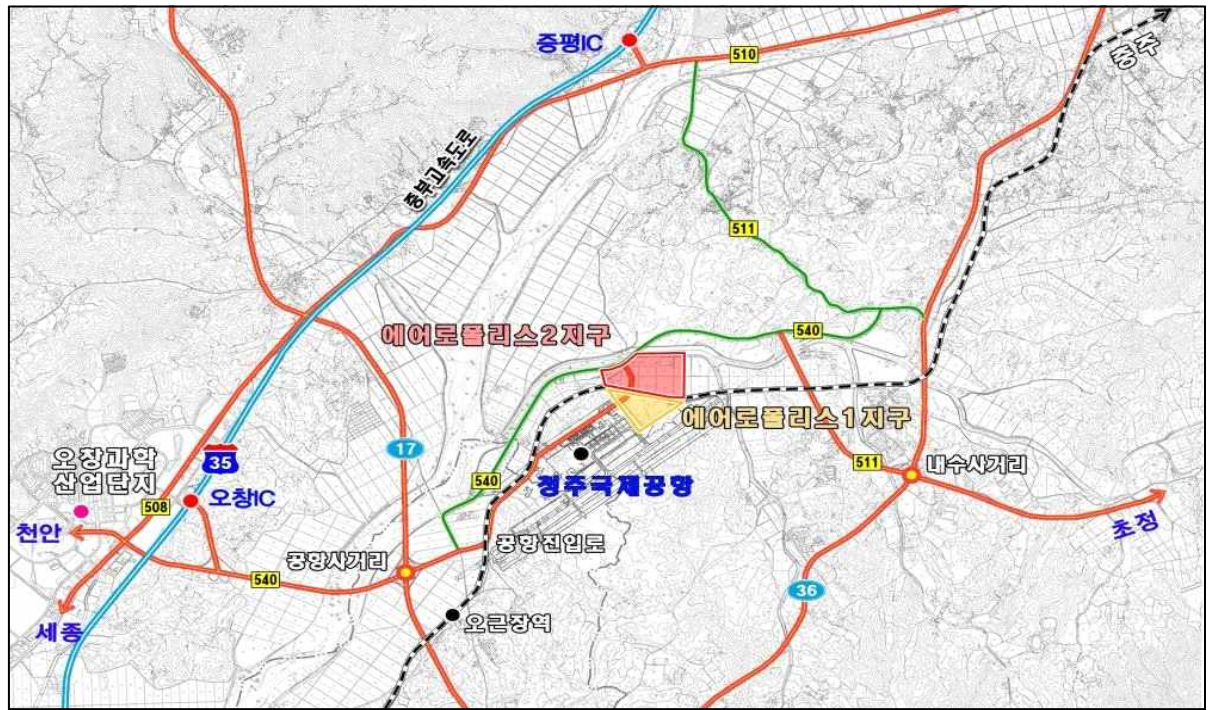 증평IC
510
충주
중부고속도로
511
에어로폴리스2지구
540
에어로폴리스1지구
17
35
오창과학
산업단지
508
오창IC
540
청주국제공항
511
내수사거리
천안
공항사거리
공항진입로
초정
540
36
세종
오근장역